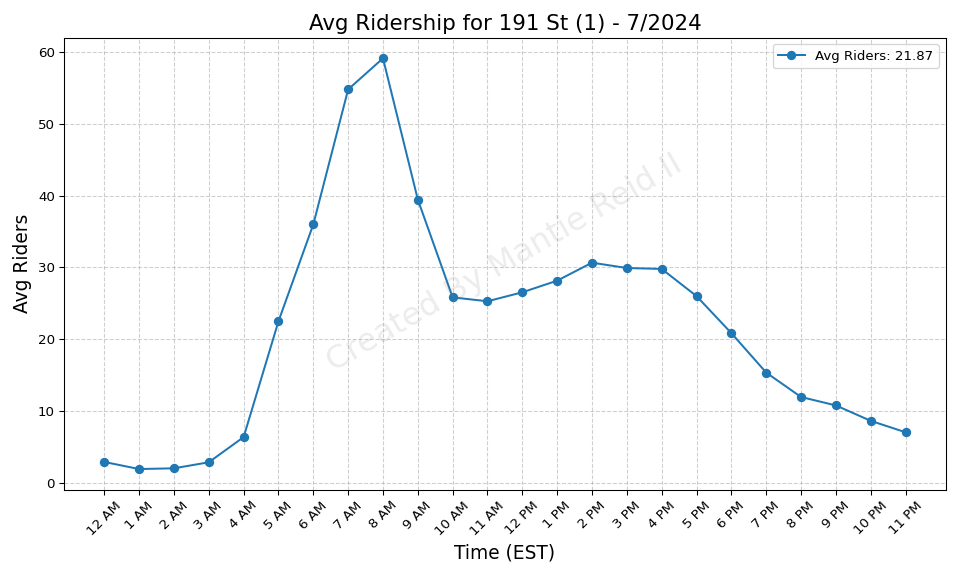 Avg Ridership for 191 St (1) - 7/2024
Avg Riders: 21.87
60
50
40
30
20
10
0
Avg Riders
Created By Mantle Reid II
12 AM
1 AM
2 AM
3 AM
4 AM
5 AM
6 AM
7 AM
8 AM
9 AM
10 AM
11 AM
12 PM
1 PM
2 PM
3 PM
4 PM
5 PM
6 PM
7 PM
8 PM
9 PM
10 PM
11 PM
Time (EST)